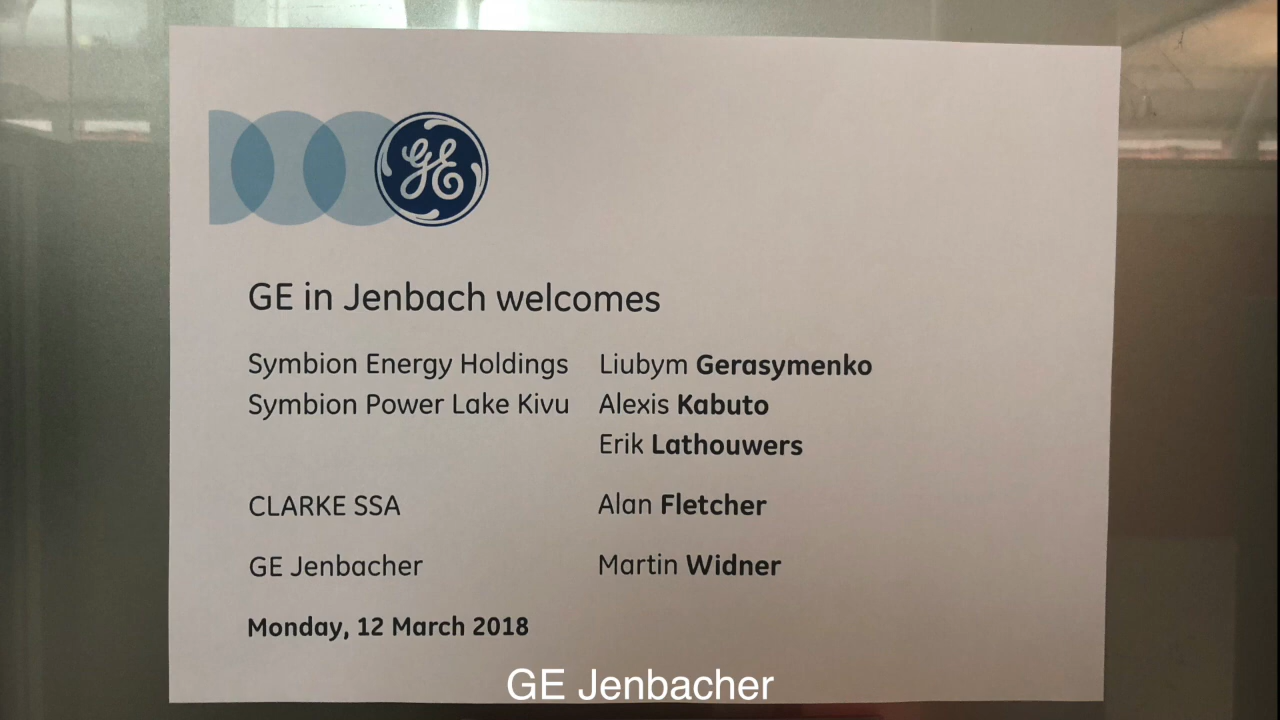 GE
GE in Jenbach welcomes
Symbion Energy Holdings Liubym Gerasymenko
Symbion Power Lake Kivu Alexis Kabuto
Erik Lathouwers
CLARKE SSA Alan Fletcher
GE Jenbacher Martin Widner
Monday, 12 March 2018
GE Jenbacher